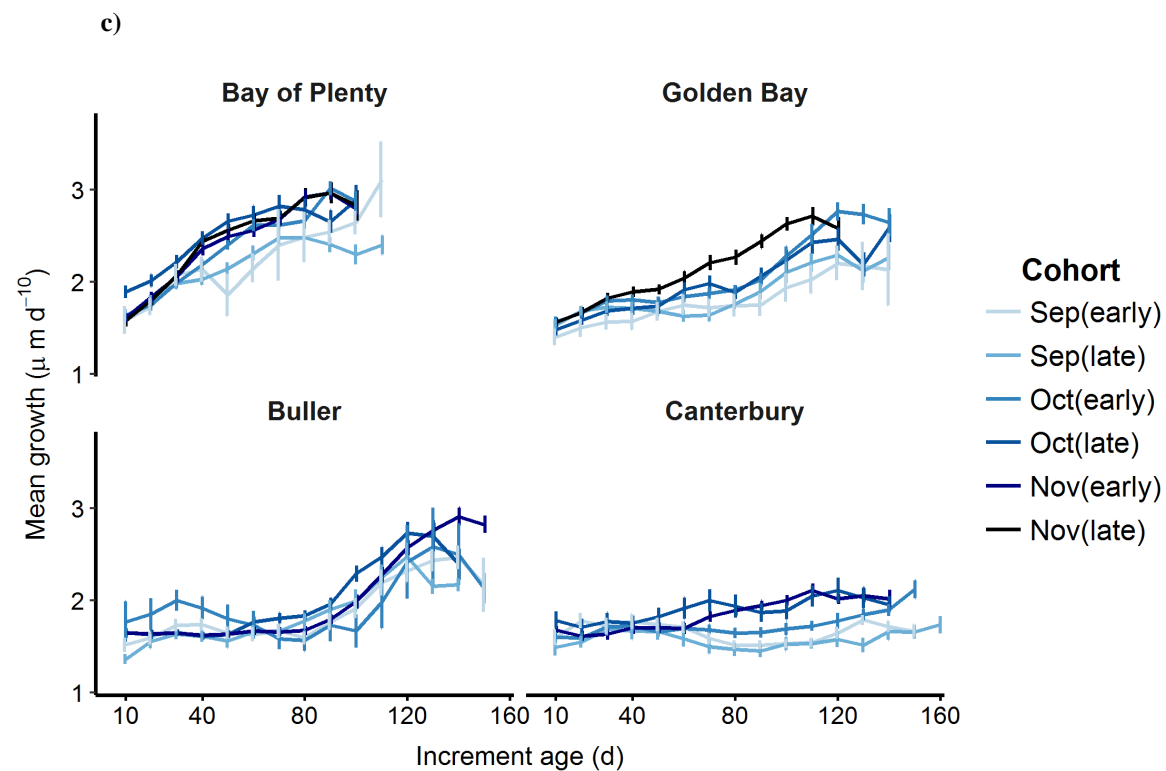 c)
Bay of Plenty
Golden Bay
3
2
1
Buller
Canterbury
3
2
1
10 40 80 120 160
10 40 80 120 160
Increment age (d)
Mean growth (μ m d⁻¹⁰)
Cohort
Sep(early)
Sep(late)
Oct(early)
Oct(late)
Nov(early)
Nov(late)